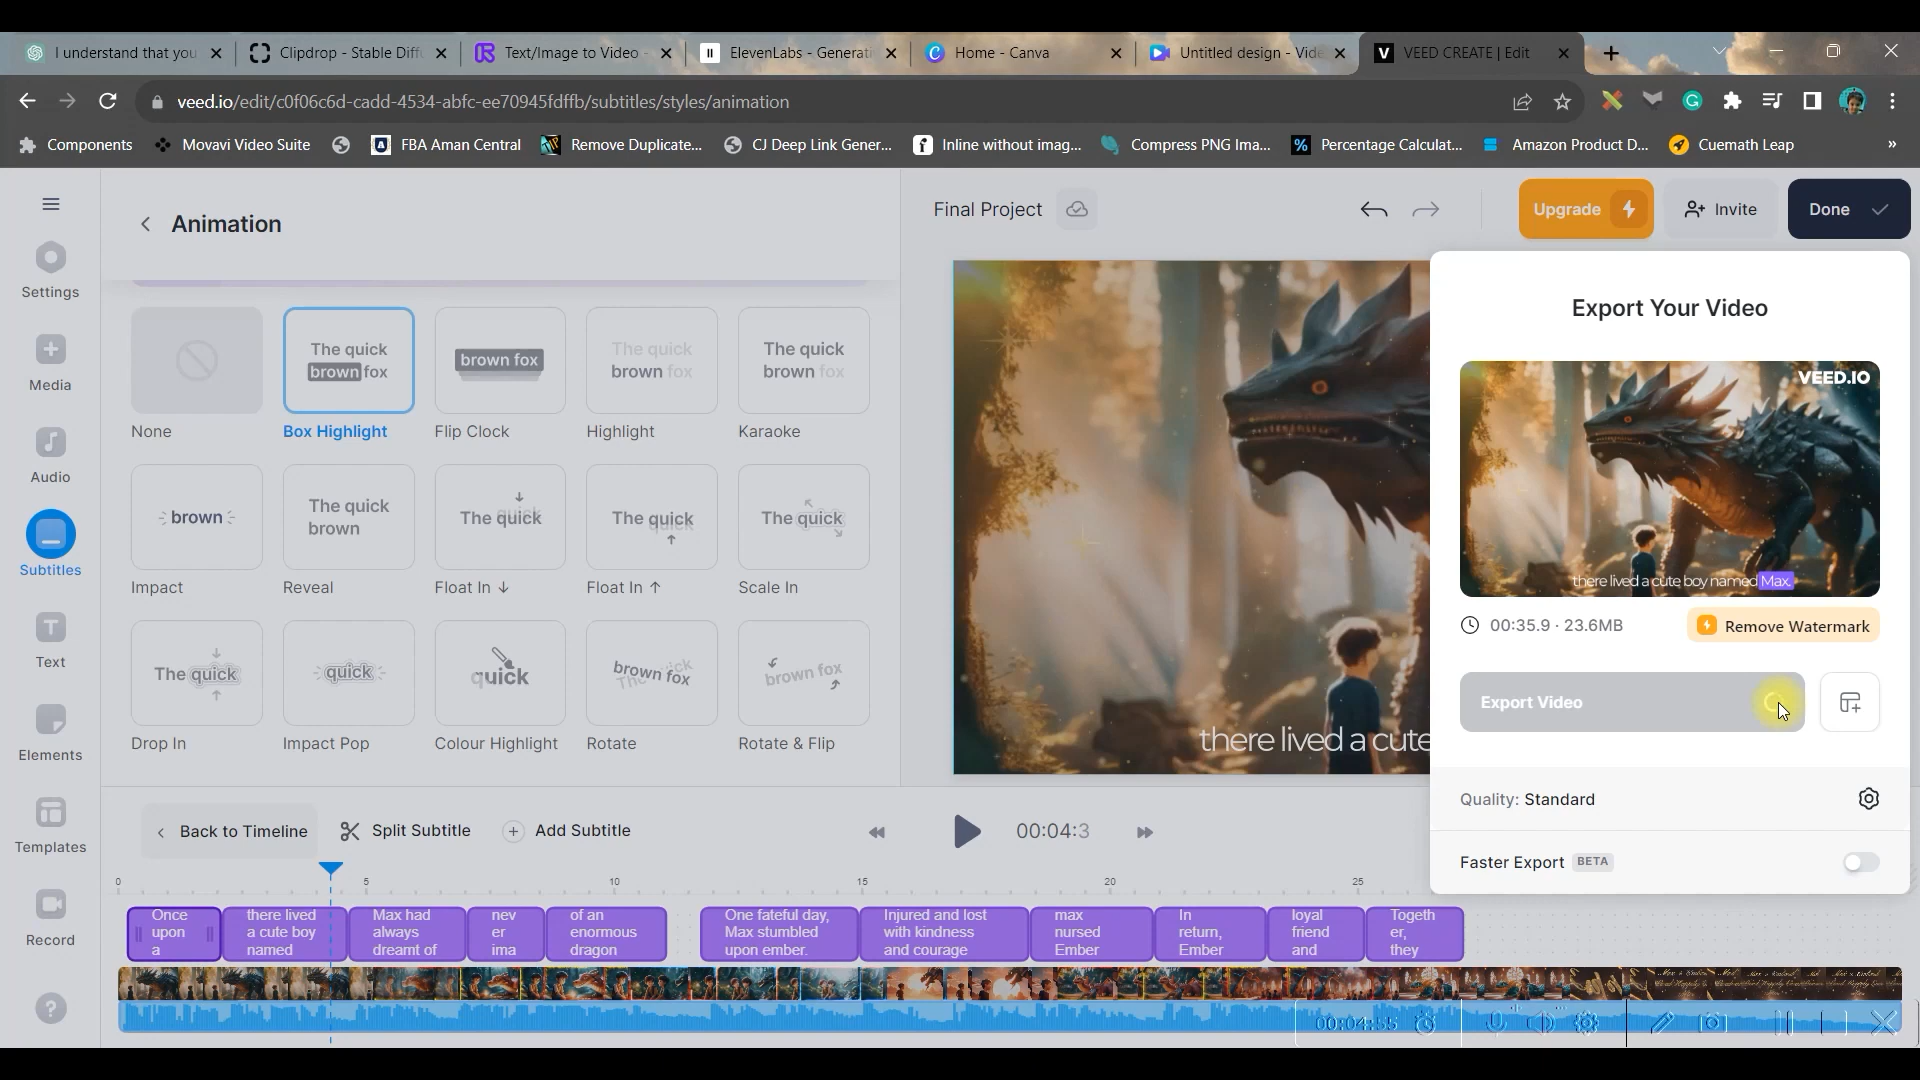 I understand that you
Clipdrop - Stable Diff
Text/Image to Video -
ElevenLabs - Generati
Home - Canva
Untitled design - Vide
VEED CREATE | Edit
veed.io/edit/c0f06c6d-cadd-4534-abfc-ee70945fdffb/subtitles/styles/animation
Components
Movavi Video Suite
FBA Aman Central
Remove Duplicate...
CJ Deep Link Gener...
Inline without imag...
Compress PNG Ima...
Percentage Calculat...
Amazon Product D...
Cuemath Leap
»
Settings
Media
Audio
Subtitles
Text
Elements
Templates
Record
Animation
The quick
brown fox
brown fox
The quick
brown fox
The quick
brown fox
None
Box Highlight
Flip Clock
Highlight
Karaoke
brown
The quick
brown
The quick
The quick
The quick
Impact
Reveal
Float In ↓
Float In ↑
Scale In
The quick
quick
quick
brown fox
brown fox
Drop In
Impact Pop
Colour Highlight
Rotate
Rotate & Flip
Final Project
Upgrade
Invite
Done
there lived a cute
Export Your Video
VEED.IO
there lived a cute boy named Max.
00:35.9 · 23.6MB
Remove Watermark
Export Video
Quality: Standard
Faster Export BETA
Back to Timeline
Split Subtitle
Add Subtitle
00:04:3
0
5
10
15
20
25
Once
upon
a
there lived
a cute boy
named
Max had
always
dreamt of
nev
er
ima
of an
enormous
dragon
One fateful day,
Max stumbled
upon ember.
Injured and lost
with kindness
and courage
max
nursed
Ember
In
return,
Ember
loyal
friend
and
Togeth
er,
they
00:04:55